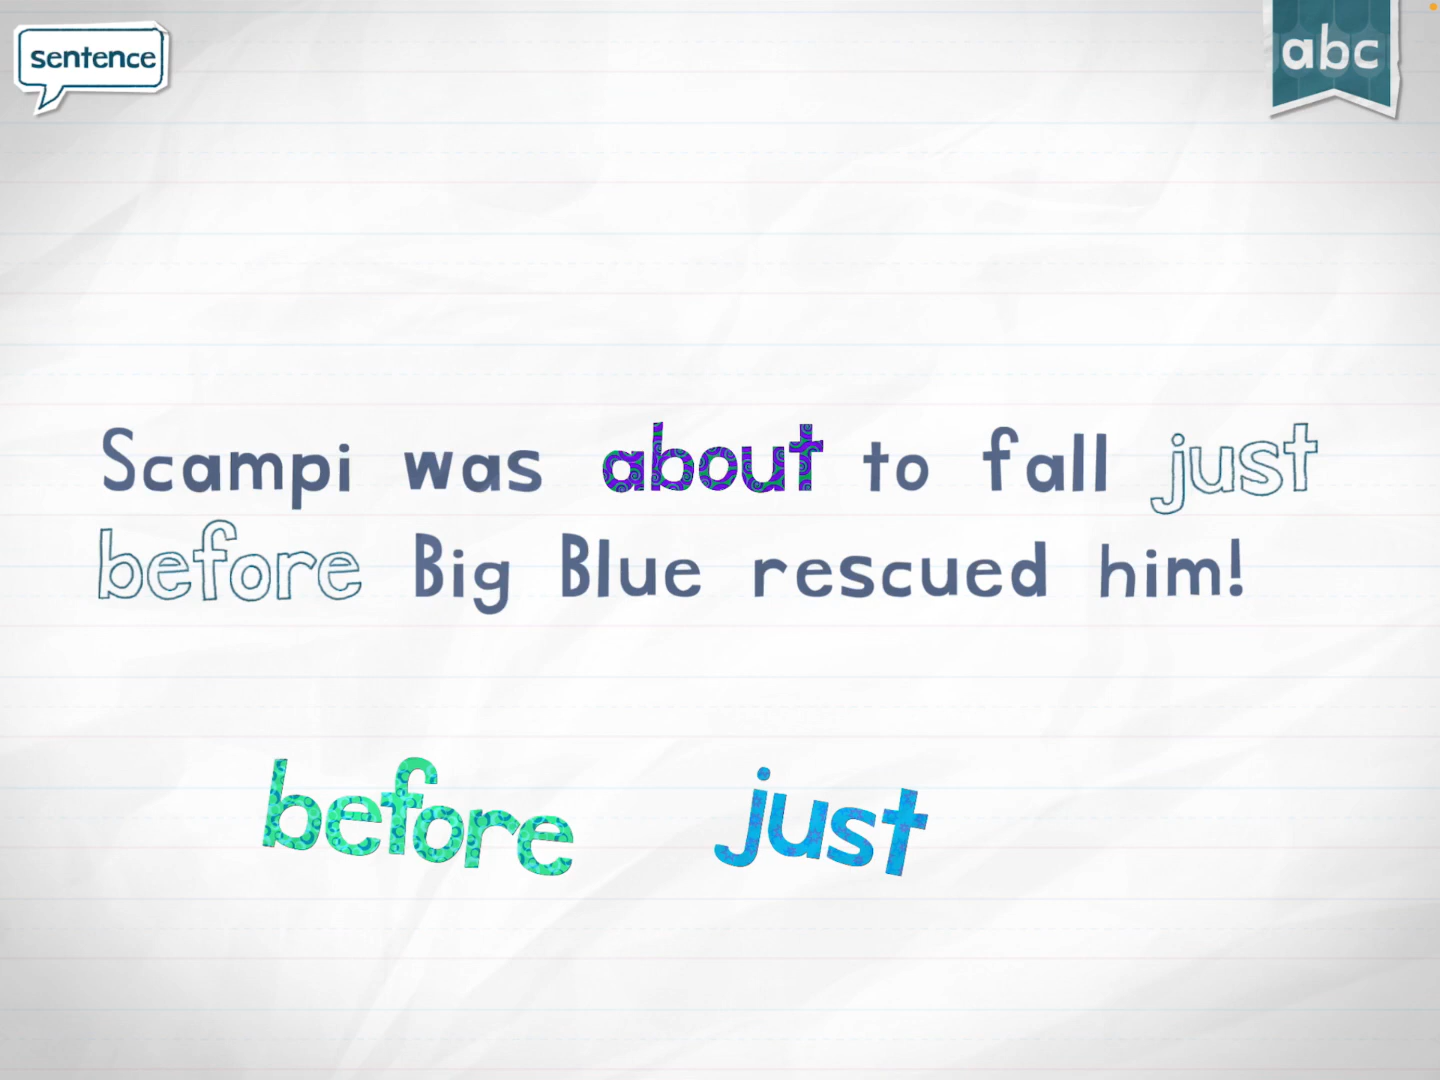 sentence
abc
Scampi was about to fall just
before Big Blue rescued him!
before just